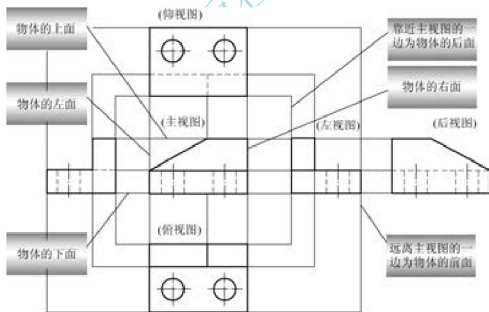 (仰视图)
物体的上面
靠近主视图的一
边为物体的后面
物体的左面
物体的右面
(主视图)
(左视图)
(后视图)
(俯视图)
物体的下面
远离主视图的一
边为物体的前面